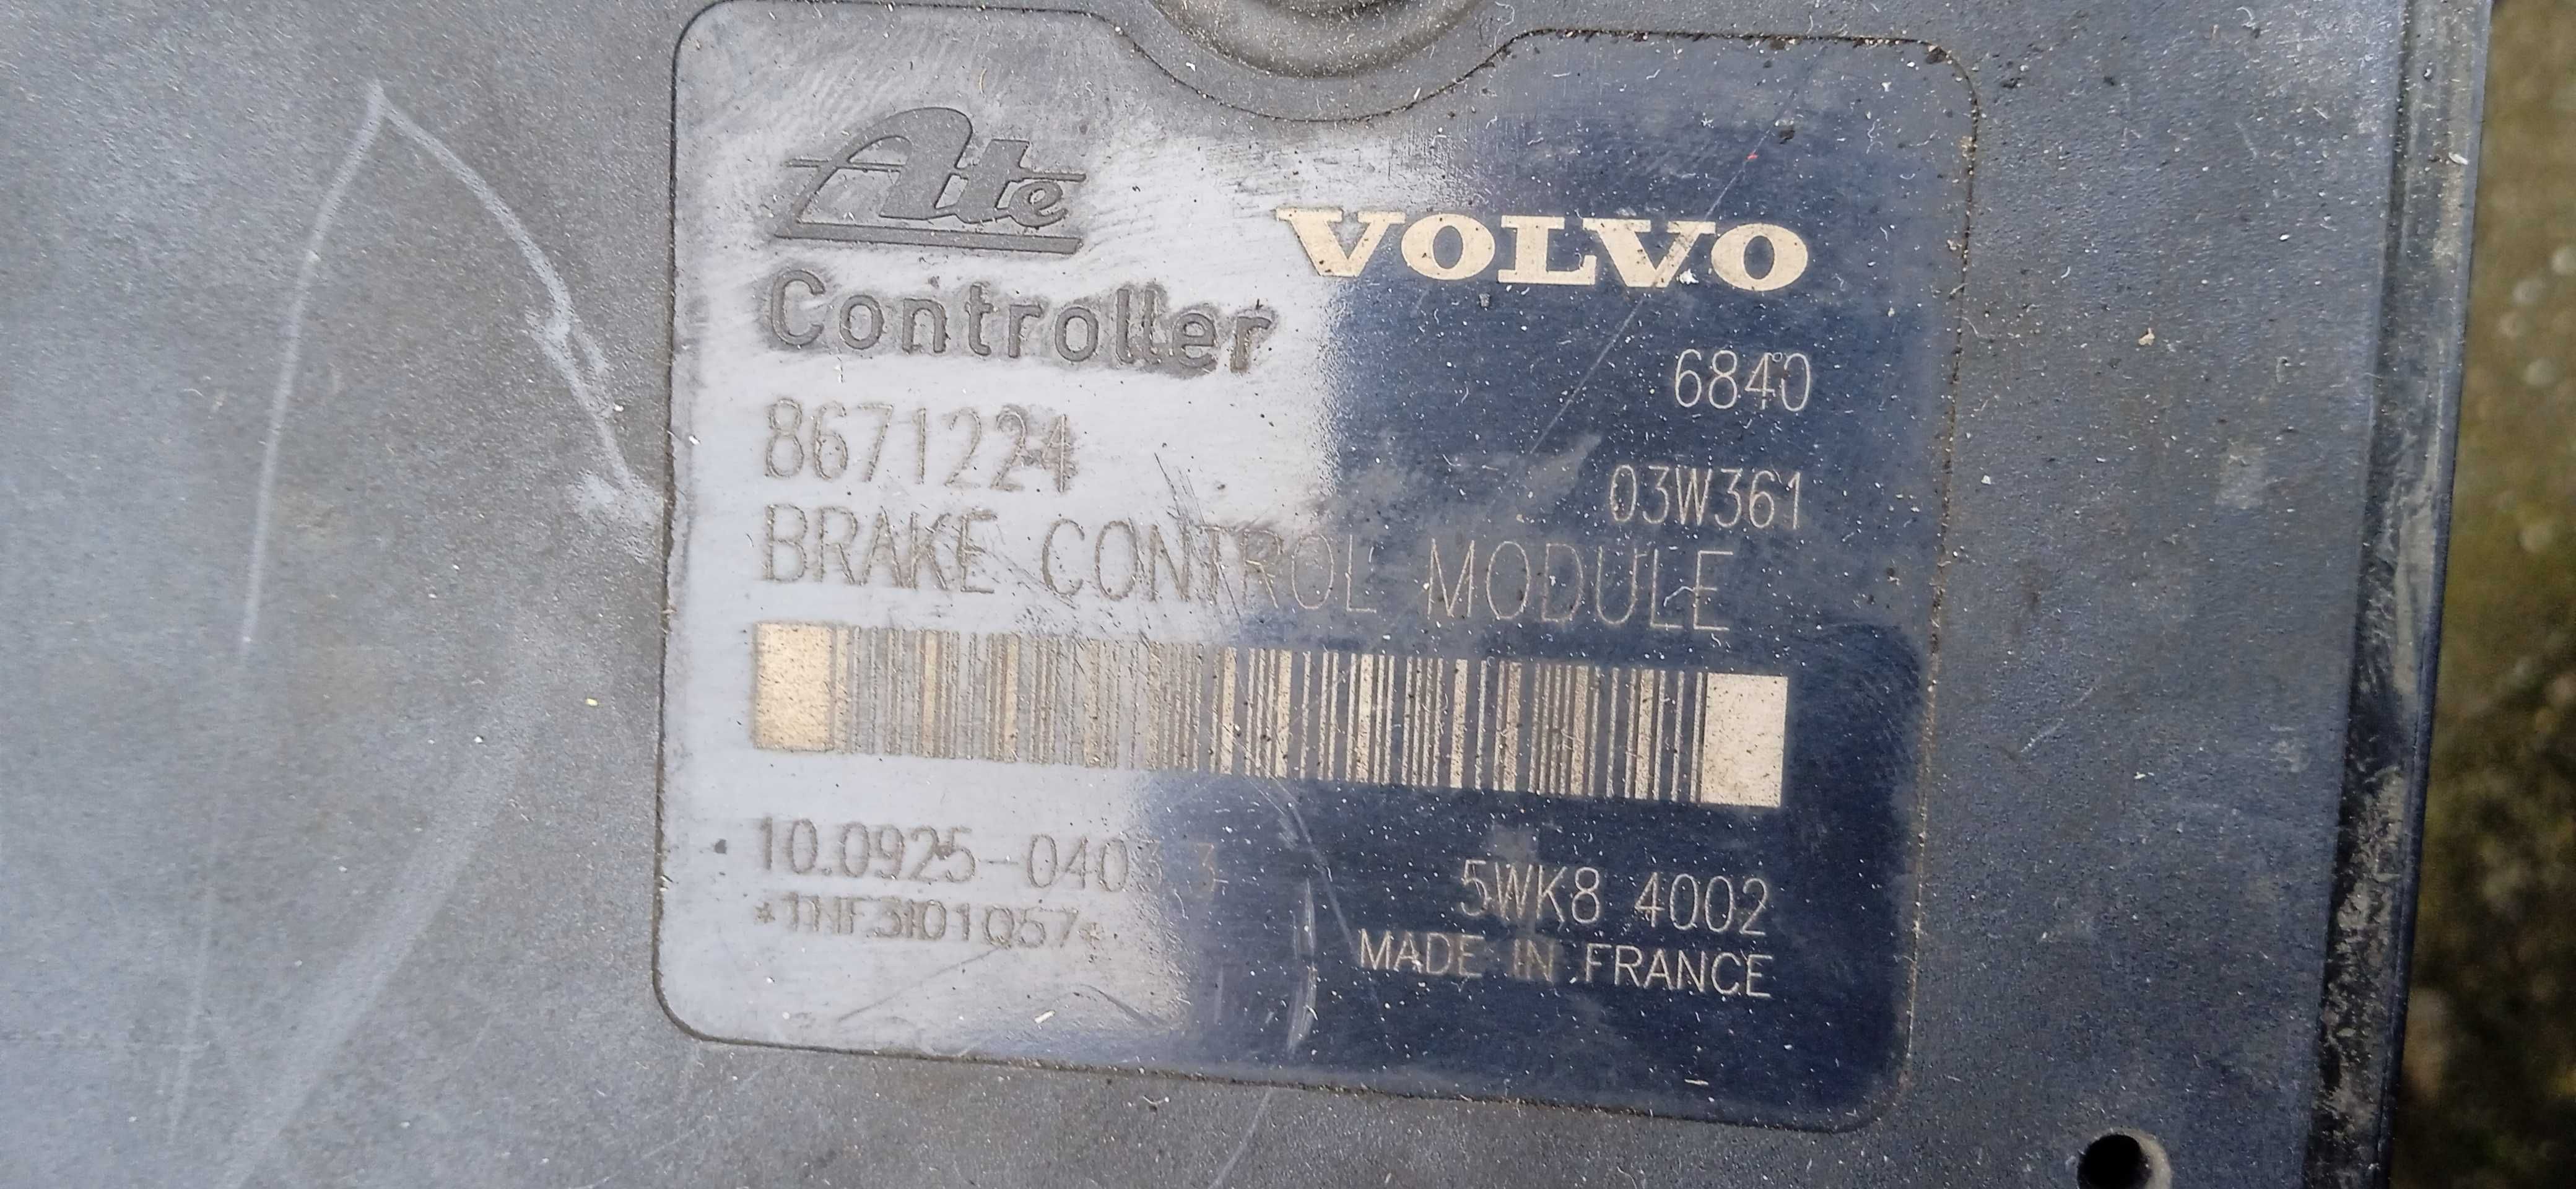 Ate
VOLVO
Controller
6840
8671224
03W361
BRAKE CONTROL MODULE
10.0925-0403.3
5WK8 4002
MADE IN FRANCE